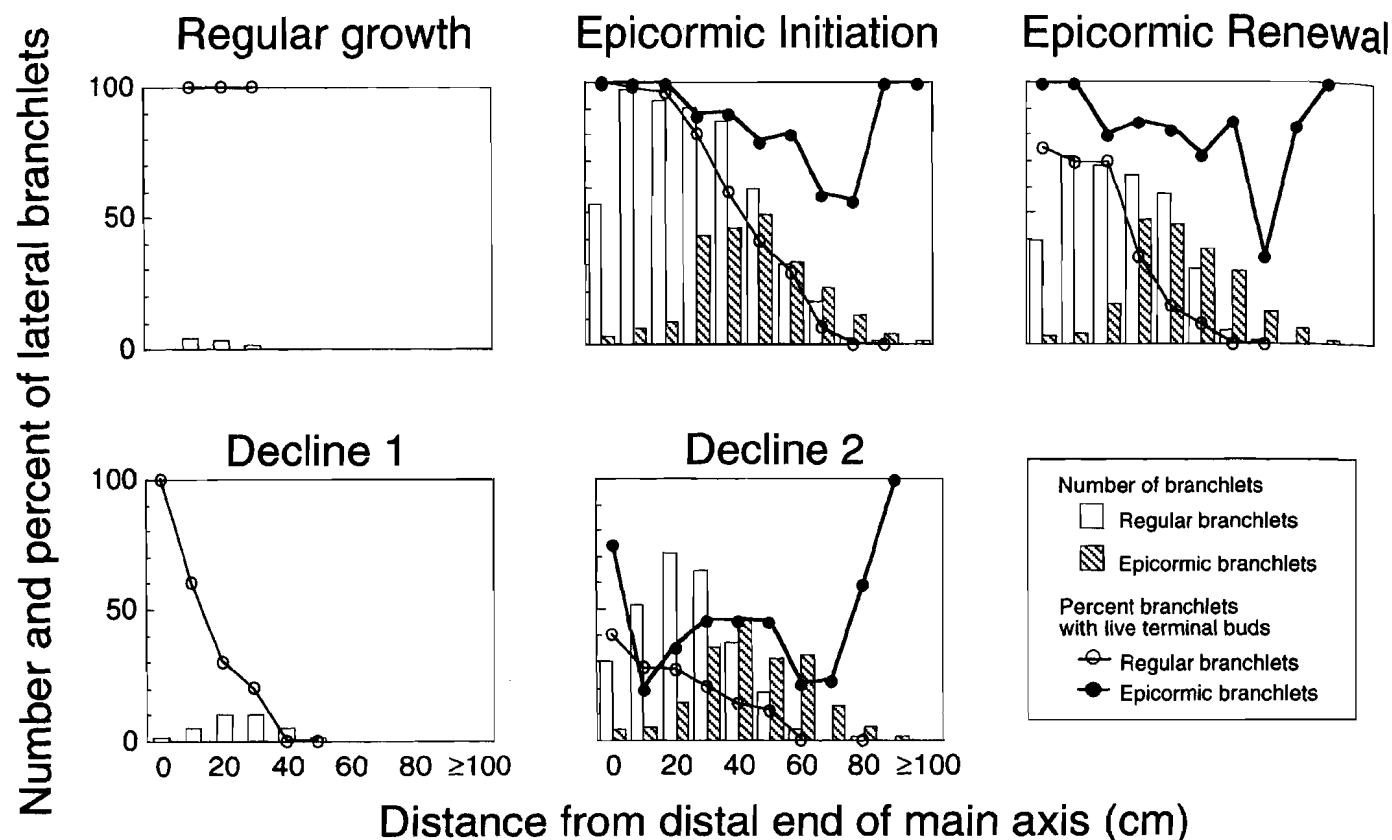 Number and percent of lateral branchlets
Regular growth
Epicormic Initiation
Epicormic Renewal
100
50
0
Decline 1
Decline 2
100
50
0
0 20 40 60 80 ≥100
0 20 40 60 80 ≥100
Number of branchlets
Regular branchlets
Epicormic branchlets
Percent branchlets
with live terminal buds
Regular branchlets
Epicormic branchlets
Distance from distal end of main axis (cm)